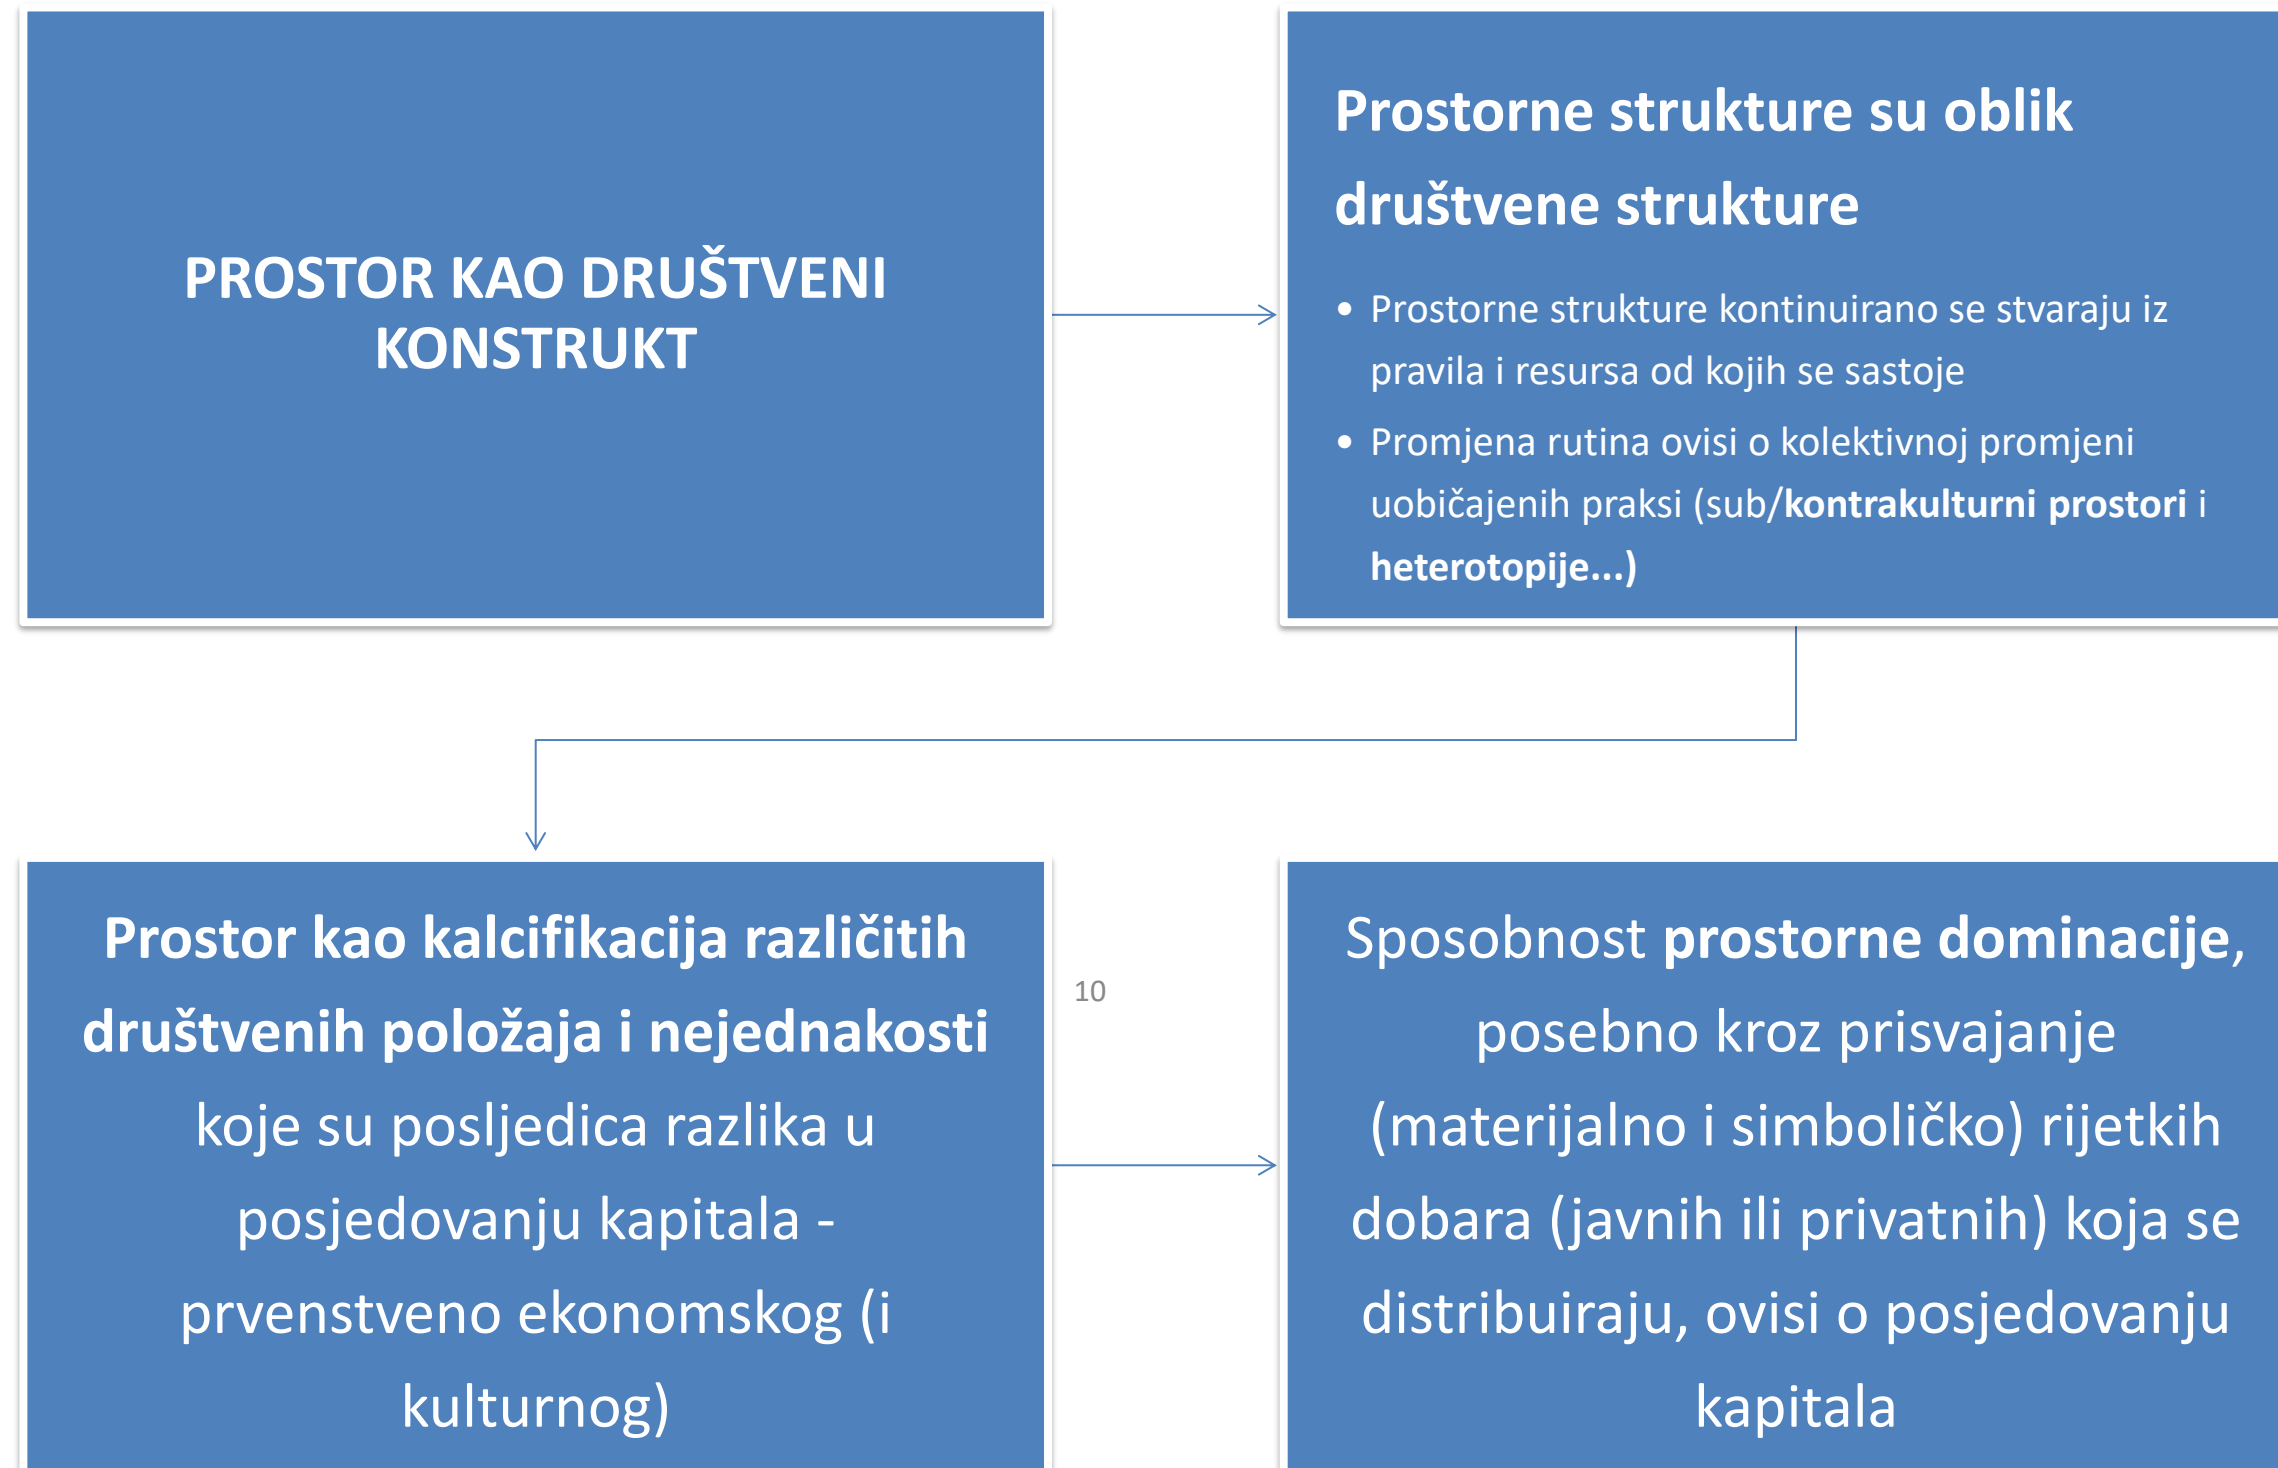 PROSTOR KAO DRUŠTVENI
KONSTRUKT
Prostorne strukture su oblik
društvene strukture
• Prostorne strukture kontinuirano se stvaraju iz
pravila i resursa od kojih se sastoje
• Promjena rutina ovisi o kolektivnoj promjeni
uobičajenih praksi (sub/kontrakulturni prostori i
heterotopije...)
Prostor kao kalcifikacija različitih
društvenih položaja i nejednakosti
koje su posljedica razlika u
posjedovanju kapitala -
prvenstveno ekonomskog (i
kulturnog)
10
Sposobnost prostorne dominacije,
posebno kroz prisvajanje
(materijalno i simboličko) rijetkih
dobara (javnih ili privatnih) koja se
distribuiraju, ovisi o posjedovanju
kapitala